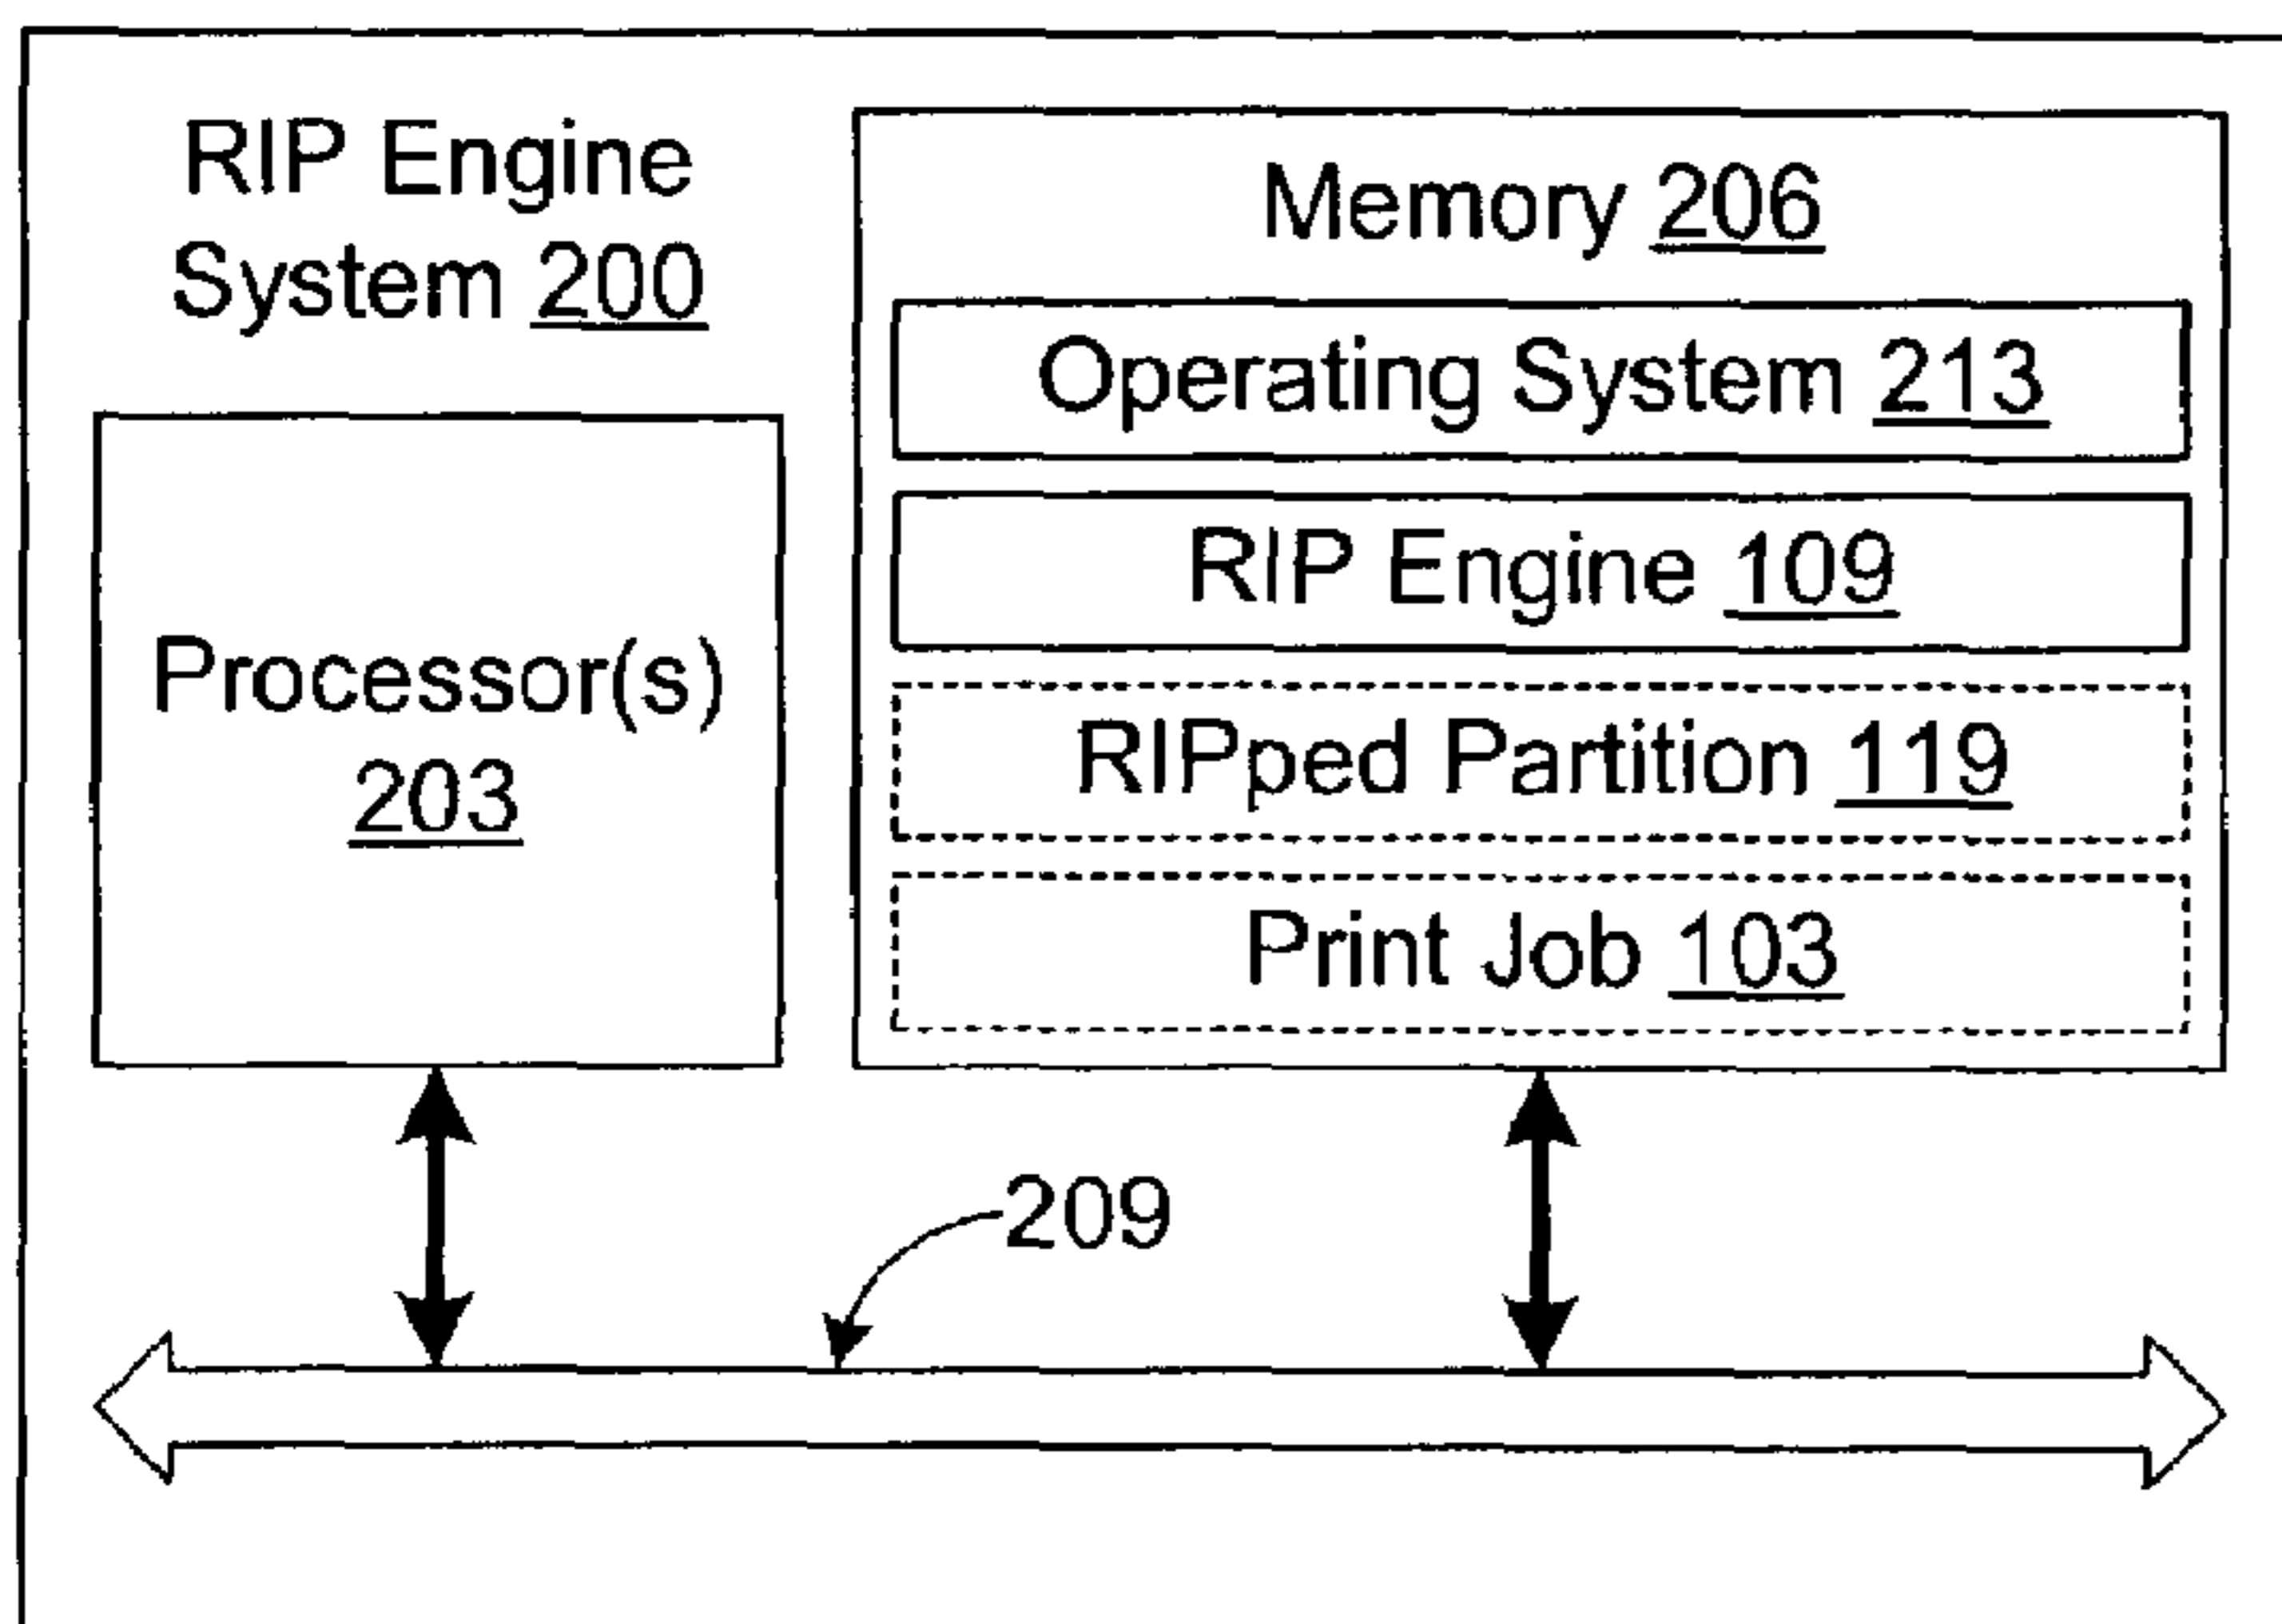 RIP Engine
System 200
Memory 206
Operating System 213
RIP Engine 109
RIPped Partition 119
Print Job 103
Processor(s)
203
209